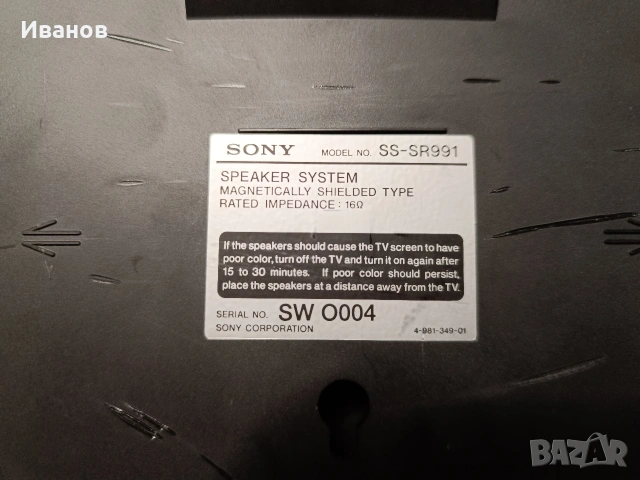 Иванов
SONY MODEL NO. SS-SR991
SPEAKER SYSTEM
MAGNETICALLY SHIELDED TYPE
RATED IMPEDANCE: 16Ω
If the speakers should cause the TV screen to have
poor color, turn off the TV and turn it on again after
15 to 30 minutes. If poor color should persist,
place the speakers at a distance away from the TV.
SERIAL NO. SW 0004
SONY CORPORATION 4-981-349-01
BAZAR